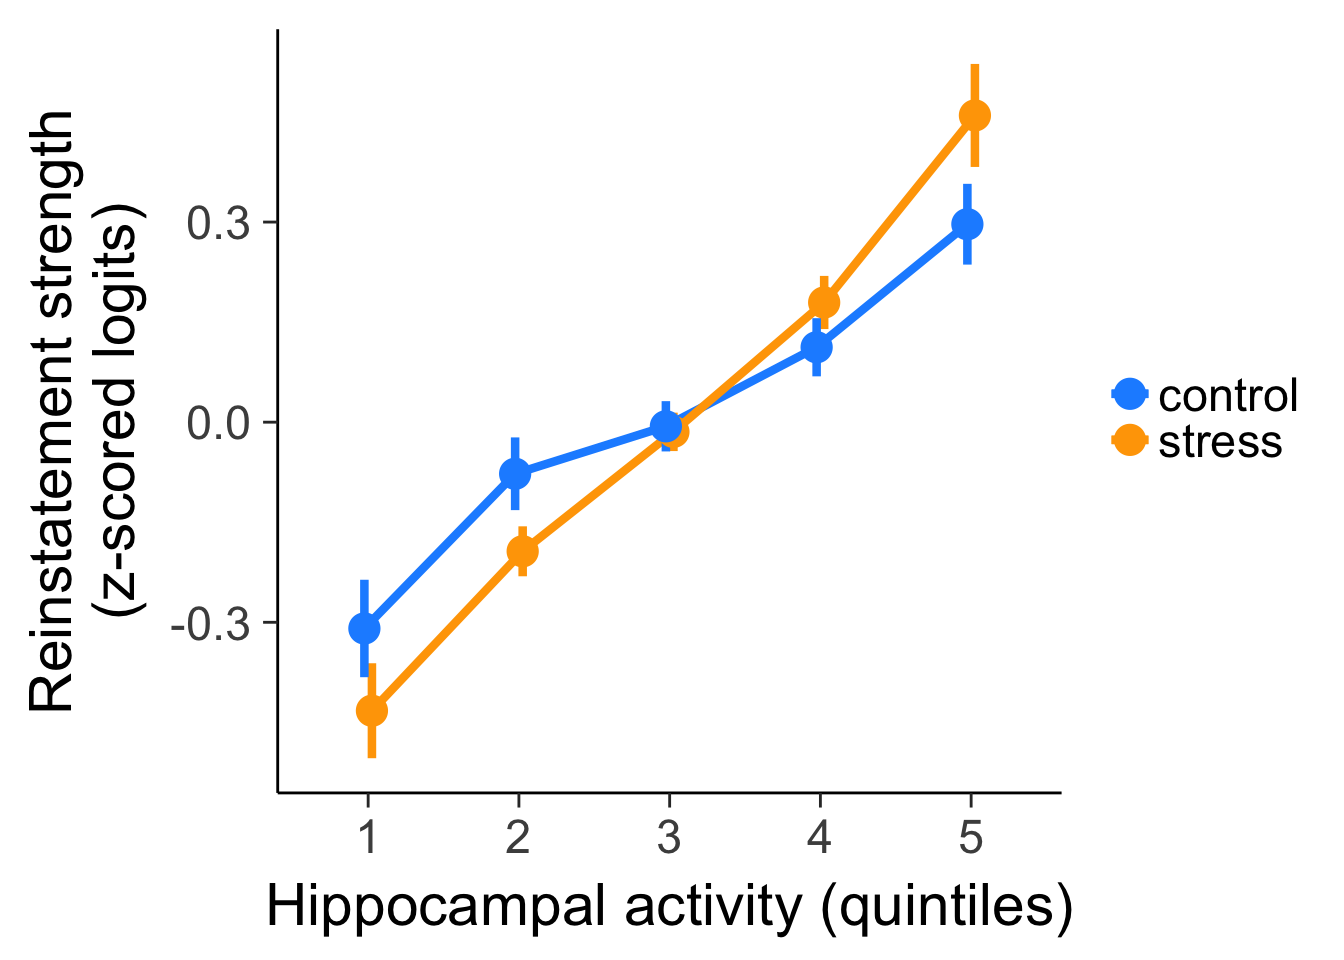 Reinstatement strength
(z-scored logits)
0.3
0.0
-0.3
1 2 3 4 5
Hippocampal activity (quintiles)
control
stress